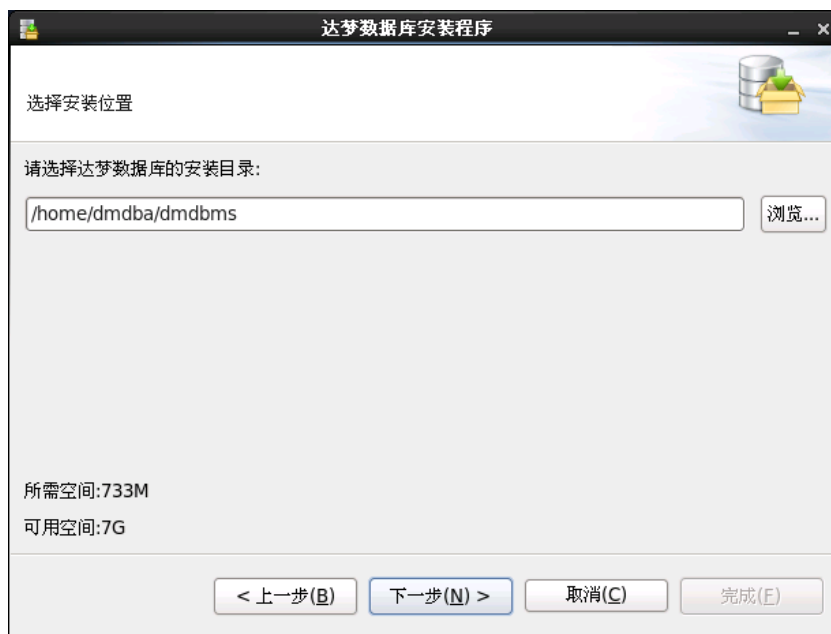 达梦数据库安装程序
选择安装位置
请选择达梦数据库的安装目录:
/home/dmdba/dmdbms
浏览...
所需空间:733M
可用空间:7G
< 上一步(B)
下一步(N) >
取消(C)
完成(F)